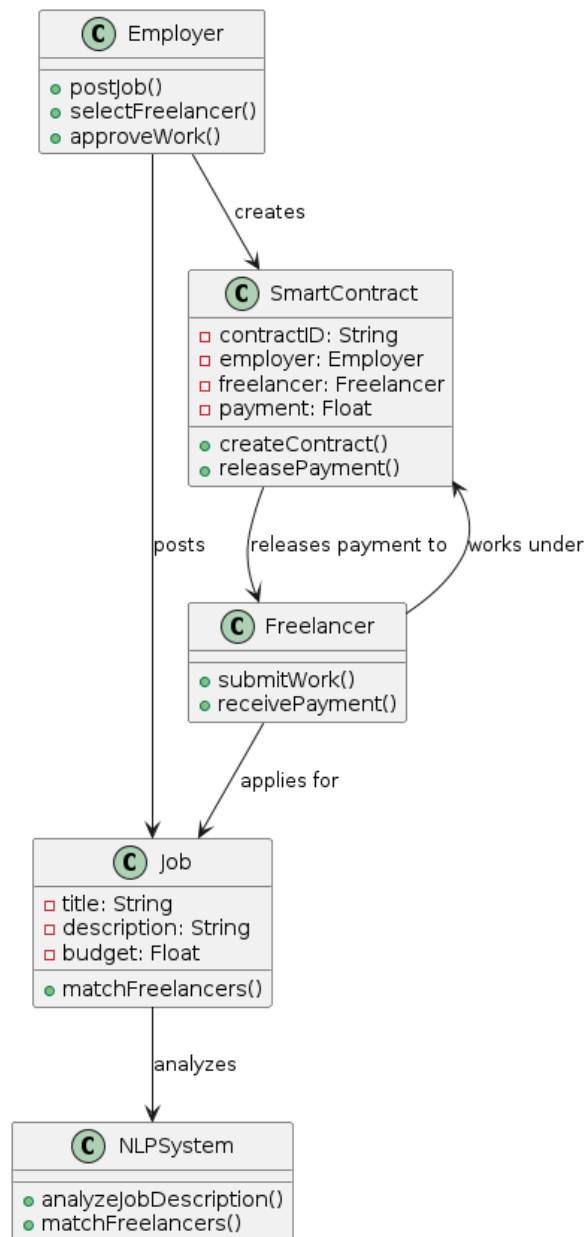 C Employer
postJob()
selectFreelancer()
approveWork()
creates
C SmartContract
contractID: String
employer: Employer
freelancer: Freelancer
payment: Float
createContract()
releasePayment()
posts
releases payment to
works under
C Freelancer
submitWork()
receivePayment()
applies for
C Job
title: String
description: String
budget: Float
matchFreelancers()
analyzes
C NLPSystem
analyzeJobDescription()
matchFreelancers()